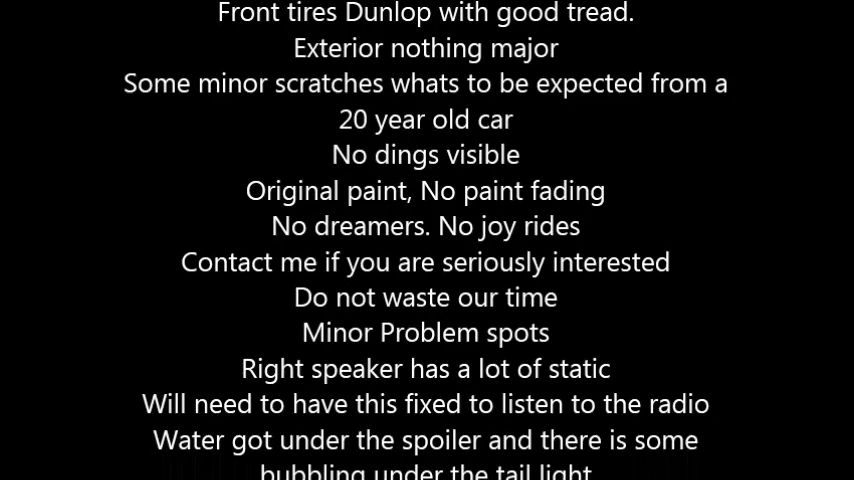 Front tires Dunlop with good tread.
Exterior nothing major
Some minor scratches whats to be expected from a
20 year old car
No dings visible
Original paint, No paint fading
No dreamers. No joy rides
Contact me if you are seriously interested
Do not waste our time
Minor Problem spots
Right speaker has a lot of static
Will need to have this fixed to listen to the radio
Water got under the spoiler and there is some
bubbling under the tail light